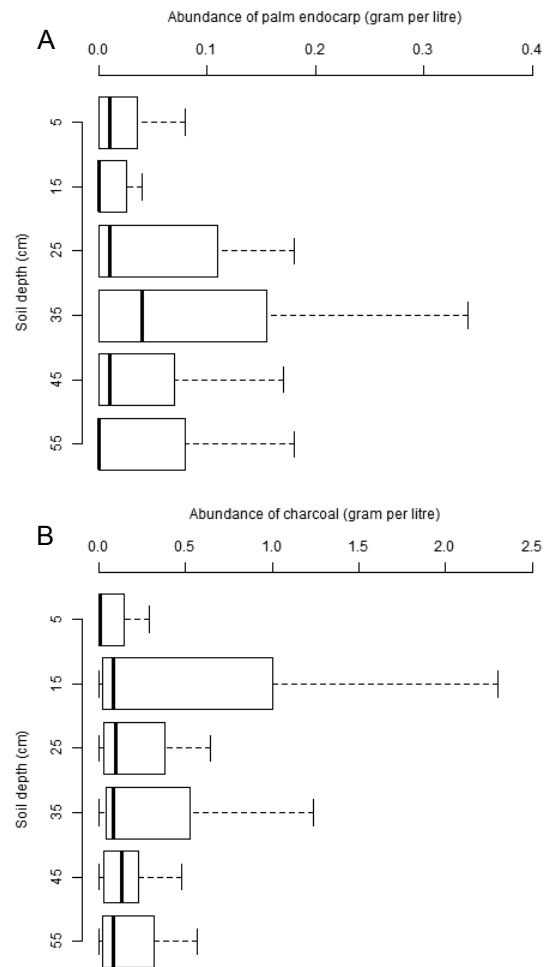 Abundance of palm endocarp (gram per litre)
A
0.0 0.1 0.2 0.3 0.4
Soil depth (cm)
5
15
25
35
45
55
Abundance of charcoal (gram per litre)
B
0.0 0.5 1.0 1.5 2.0 2.5
Soil depth (cm)
5
15
25
35
45
55